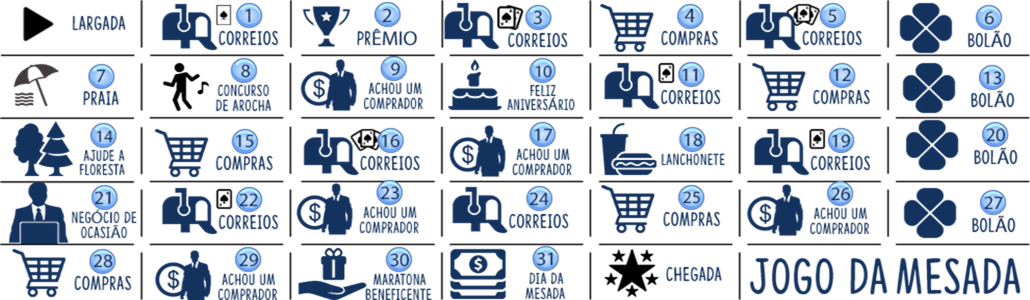 LARGADA
1
CORREIOS
2
PRÊMIO
3
CORREIOS
4
COMPRAS
5
CORREIOS
6
BOLÃO
7
PRAIA
8
CONCURSO
DE AROCHA
9
ACHOU UM
COMPRADOR
10
FELIZ
ANIVERSÁRIO
11
CORREIOS
12
COMPRAS
13
BOLÃO
14
AJUDE A
FLORESTA
15
COMPRAS
16
CORREIOS
17
ACHOU UM
COMPRADOR
18
LANCHONETE
19
CORREIOS
20
BOLÃO
21
NEGÓCIO DE
OCASIÃO
22
CORREIOS
23
ACHOU UM
COMPRADOR
24
CORREIOS
25
COMPRAS
26
ACHOU UM
COMPRADOR
27
BOLÃO
28
COMPRAS
29
ACHOU UM
COMPRADOR
30
MARATONA
BENEFICENTE
31
DIA DA
MESADA
CHEGADA
JOGO DA MESADA